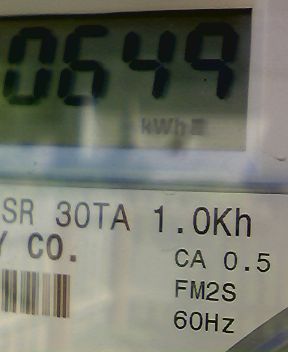 0649
kWh
SR 30TA 1.0Kh
Y CO.
CA 0.5
FM2S
60Hz